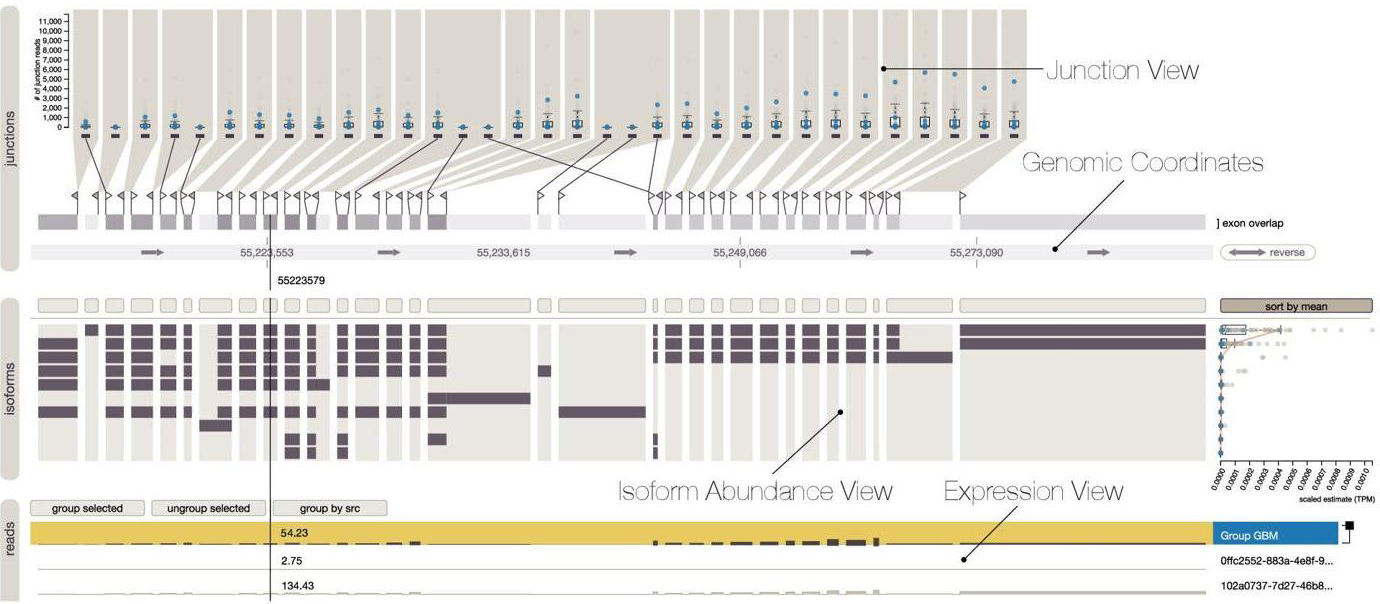 junctions
# of junction reads
11,000
10,000
9,000
8,000
7,000
6,000
5,000
4,000
3,000
2,000
1,000
0
Junction View
Genomic Coordinates
] exon overlap
55,223,553
55,233,615
55,249,066
55,273,090
reverse
55223579
isoforms
sort by mean
0.0000
0.0001
0.0002
0.0003
0.0004
0.0005
0.0006
0.0007
0.0008
0.0009
0.0010
scaled estimate (TPM)
Isoform Abundance View
Expression View
reads
group selected
ungroup selected
group by src
54.23
Group GBM
2.75
0ffc2552-883a-4e8f-9...
134.43
102a0737-7d27-46b8...